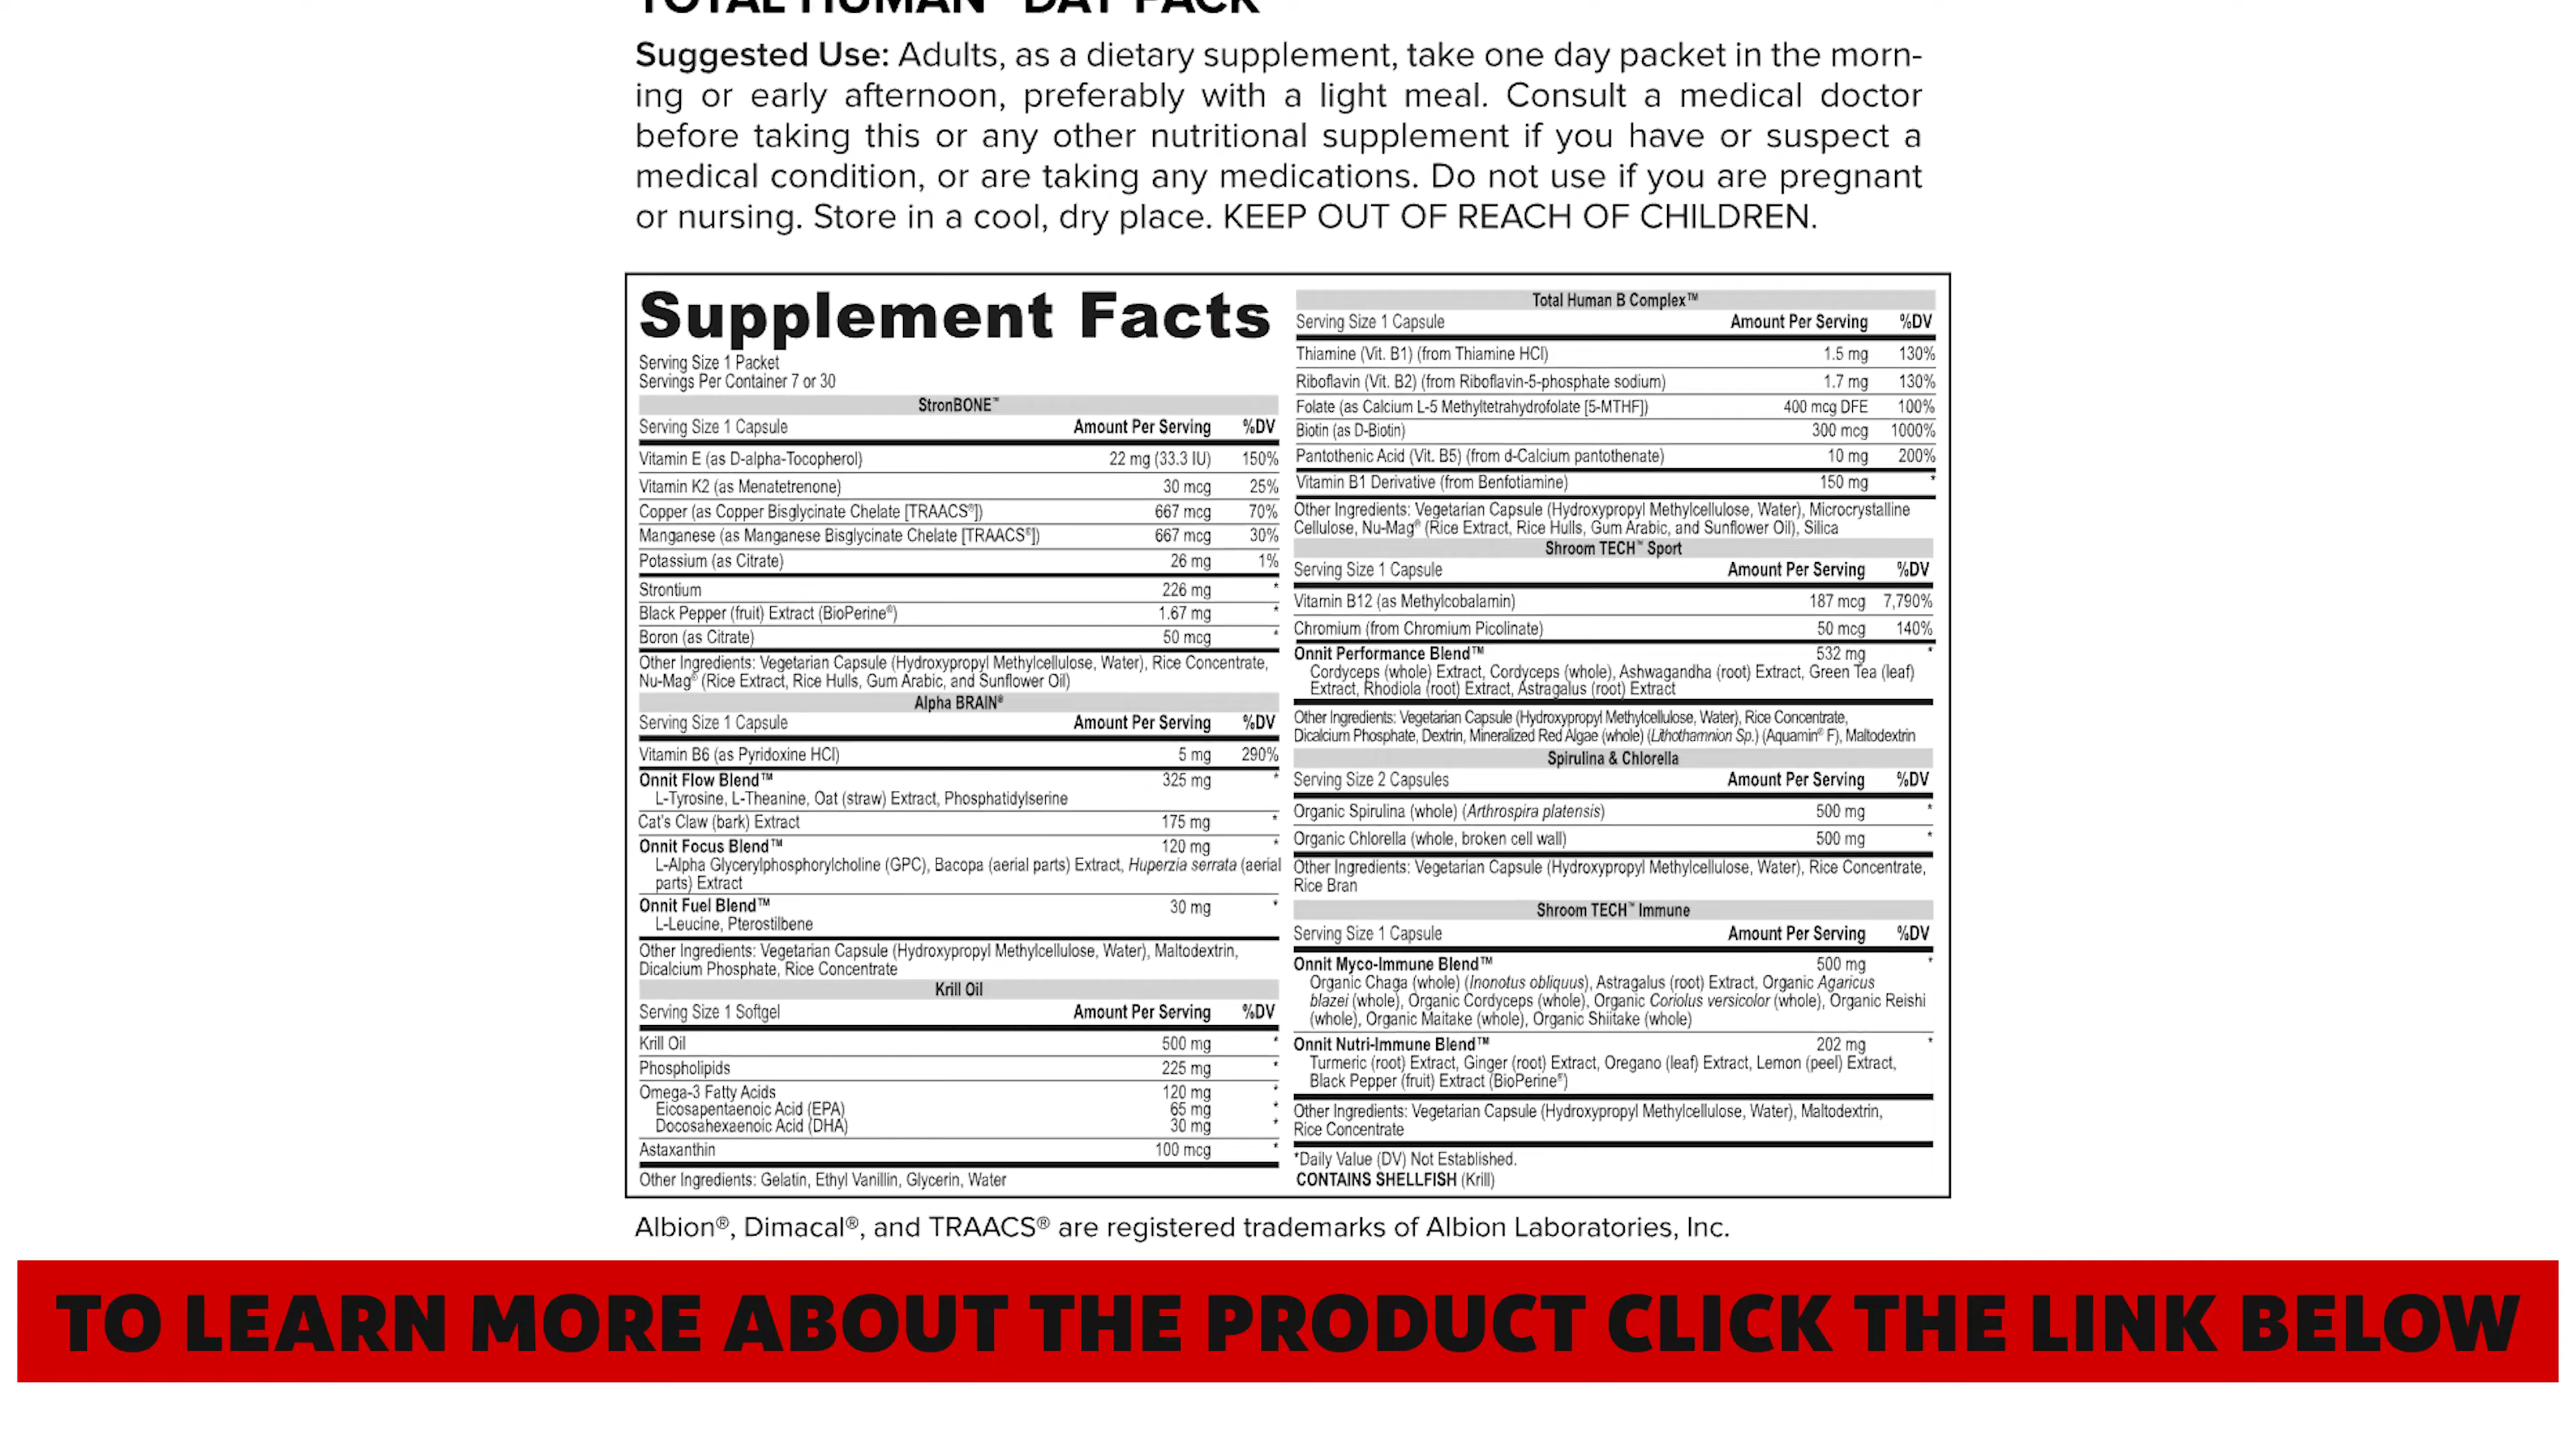 TOTAL HUMAN® DAY PACK
Suggested Use: Adults, as a dietary supplement, take one day packet in the morn-
ing or early afternoon, preferably with a light meal. Consult a medical doctor
before taking this or any other nutritional supplement if you have or suspect a
medical condition, or are taking any medications. Do not use if you are pregnant
or nursing. Store in a cool, dry place. KEEP OUT OF REACH OF CHILDREN.
Supplement Facts
Serving Size 1 Packet
Servings Per Container 7 or 30
StronBONE™
Serving Size 1 Capsule Amount Per Serving %DV
Vitamin E (as D-alpha-Tocopherol) 22 mg (33.3 IU) 150%
Vitamin K2 (as Menatetrenone) 30 mcg 25%
Copper (as Copper Bisglycinate Chelate [TRAACS®]) 667 mcg 70%
Manganese (as Manganese Bisglycinate Chelate [TRAACS®]) 667 mcg 30%
Potassium (as Citrate) 26 mg 1%
Strontium 226 mg *
Black Pepper (fruit) Extract (BioPerine®) 1.67 mg *
Boron (as Citrate) 50 mcg *
Other Ingredients: Vegetarian Capsule (Hydroxypropyl Methylcellulose, Water), Rice Concentrate,
Nu-Mag® (Rice Extract, Rice Hulls, Gum Arabic, and Sunflower Oil)
Alpha BRAIN®
Serving Size 1 Capsule Amount Per Serving %DV
Vitamin B6 (as Pyridoxine HCl) 5 mg 290%
Onnit Flow Blend™ 325 mg *
L-Tyrosine, L-Theanine, Oat (straw) Extract, Phosphatidylserine
Cat's Claw (bark) Extract 175 mg *
Onnit Focus Blend™ 120 mg *
L-Alpha Glycerylphosphorylcholine (GPC), Bacopa (aerial parts) Extract, Huperzia serrata (aerial
parts) Extract
Onnit Fuel Blend™ 30 mg *
L-Leucine, Pterostilbene
Other Ingredients: Vegetarian Capsule (Hydroxypropyl Methylcellulose, Water), Maltodextrin,
Dicalcium Phosphate, Rice Concentrate
Krill Oil
Serving Size 1 Softgel Amount Per Serving %DV
Krill Oil 500 mg *
Phospholipids 225 mg *
Omega-3 Fatty Acids 120 mg *
Eicosapentaenoic Acid (EPA) 65 mg *
Docosahexaenoic Acid (DHA) 30 mg *
Astaxanthin 100 mcg *
Other Ingredients: Gelatin, Ethyl Vanillin, Glycerin, Water
Total Human B Complex™
Serving Size 1 Capsule Amount Per Serving %DV
Thiamine (Vit. B1) (from Thiamine HCl) 1.5 mg 130%
Riboflavin (Vit. B2) (from Riboflavin-5-phosphate sodium) 1.7 mg 130%
Folate (as Calcium L-5 Methyltetrahydrofolate [5-MTHF]) 400 mcg DFE 100%
Biotin (as D-Biotin) 300 mcg 1000%
Pantothenic Acid (Vit. B5) (from d-Calcium pantothenate) 10 mg 200%
Vitamin B1 Derivative (from Benfotiamine) 150 mg *
Other Ingredients: Vegetarian Capsule (Hydroxypropyl Methylcellulose, Water), Microcrystalline
Cellulose, Nu-Mag® (Rice Extract, Rice Hulls, Gum Arabic, and Sunflower Oil), Silica
Shroom TECH™ Sport
Serving Size 1 Capsule Amount Per Serving %DV
Vitamin B12 (as Methylcobalamin) 187 mcg 7,790%
Chromium (from Chromium Picolinate) 50 mcg 140%
Onnit Performance Blend™ 532 mg *
Cordyceps (whole) Extract, Cordyceps (whole), Ashwagandha (root) Extract, Green Tea (leaf)
Extract, Rhodiola (root) Extract, Astragalus (root) Extract
Other Ingredients: Vegetarian Capsule (Hydroxypropyl Methylcellulose, Water), Rice Concentrate,
Dicalcium Phosphate, Dextrin, Mineralized Red Algae (whole) (Lithothamnion Sp.) (Aquamin® F), Maltodextrin
Spirulina & Chlorella
Serving Size 2 Capsules Amount Per Serving %DV
Organic Spirulina (whole) (Arthrospira platensis) 500 mg *
Organic Chlorella (whole, broken cell wall) 500 mg *
Other Ingredients: Vegetarian Capsule (Hydroxypropyl Methylcellulose, Water), Rice Concentrate,
Rice Bran
Shroom TECH™ Immune
Serving Size 1 Capsule Amount Per Serving %DV
Onnit Myco-Immune Blend™ 500 mg *
Organic Chaga (whole) (Inonotus obliquus), Astragalus (root) Extract, Organic Agaricus
blazei (whole), Organic Cordyceps (whole), Organic Coriolus versicolor (whole), Organic Reishi
(whole), Organic Maitake (whole), Organic Shiitake (whole)
Onnit Nutri-Immune Blend™ 202 mg *
Turmeric (root) Extract, Ginger (root) Extract, Oregano (leaf) Extract, Lemon (peel) Extract,
Black Pepper (fruit) Extract (BioPerine®)
Other Ingredients: Vegetarian Capsule (Hydroxypropyl Methylcellulose, Water), Maltodextrin,
Rice Concentrate
*Daily Value (DV) Not Established.
CONTAINS SHELLFISH (Krill)
Albion®, Dimacal®, and TRAACS® are registered trademarks of Albion Laboratories, Inc.
TO LEARN MORE ABOUT THE PRODUCT CLICK THE LINK BELOW